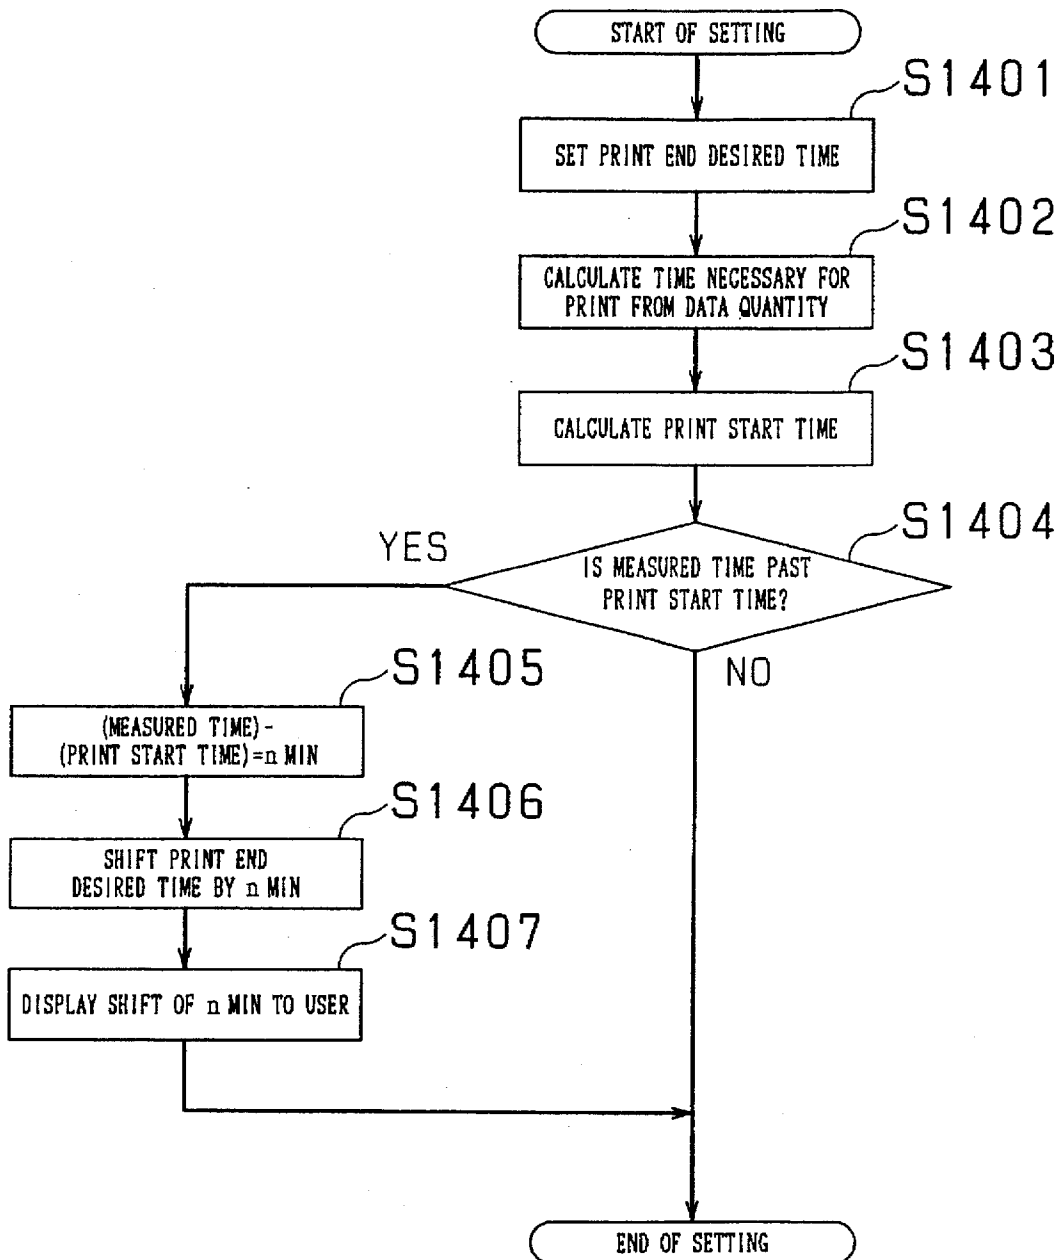 START OF SETTING
S1401
SET PRINT END DESIRED TIME
S1402
CALCULATE TIME NECESSARY FOR
PRINT FROM DATA QUANTITY
S1403
CALCULATE PRINT START TIME
S1404
YES
IS MEASURED TIME PAST
PRINT START TIME?
NO
S1405
(MEASURED TIME)-
(PRINT START TIME)=n MIN
S1406
SHIFT PRINT END
DESIRED TIME BY n MIN
S1407
DISPLAY SHIFT OF n MIN TO USER
END OF SETTING